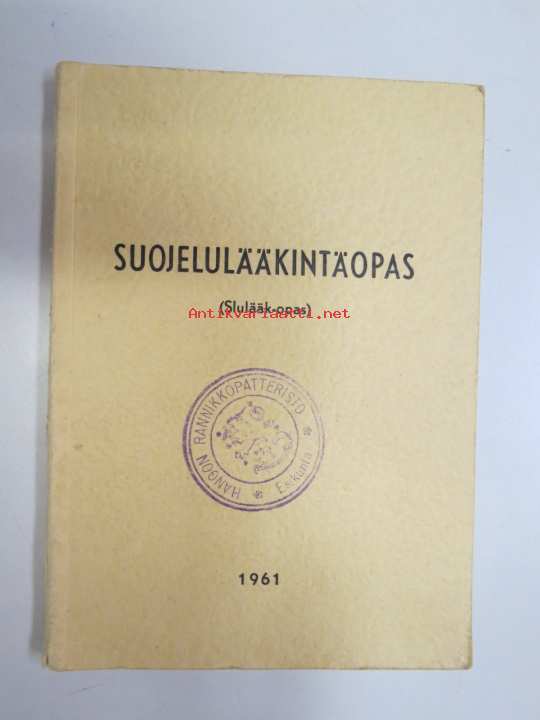 SUOJELULÄÄKINTÄOPAS
(Slulääk-opas)
Antikvariaatti.net
HANGON RANNIKKOPATTERISTO
Esikunta
1961